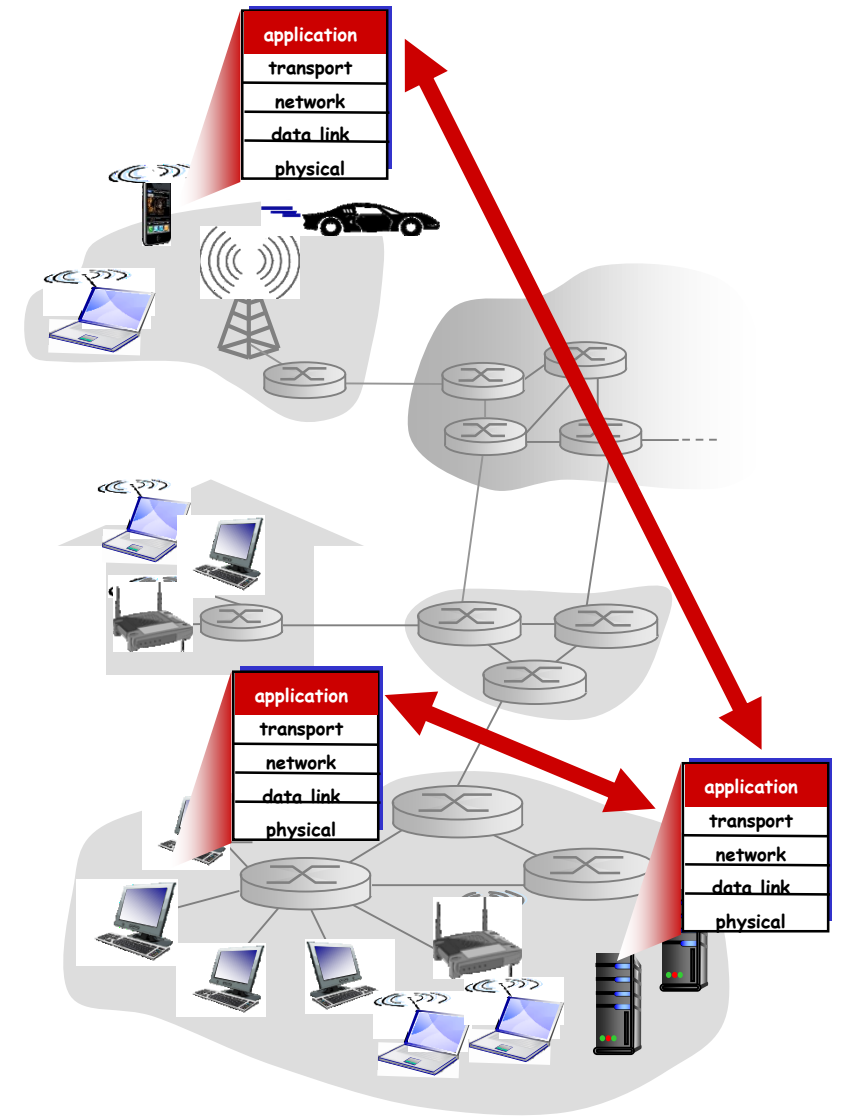 application
transport
network
data link
physical
application
transport
network
data link
physical
application
transport
network
data link
physical